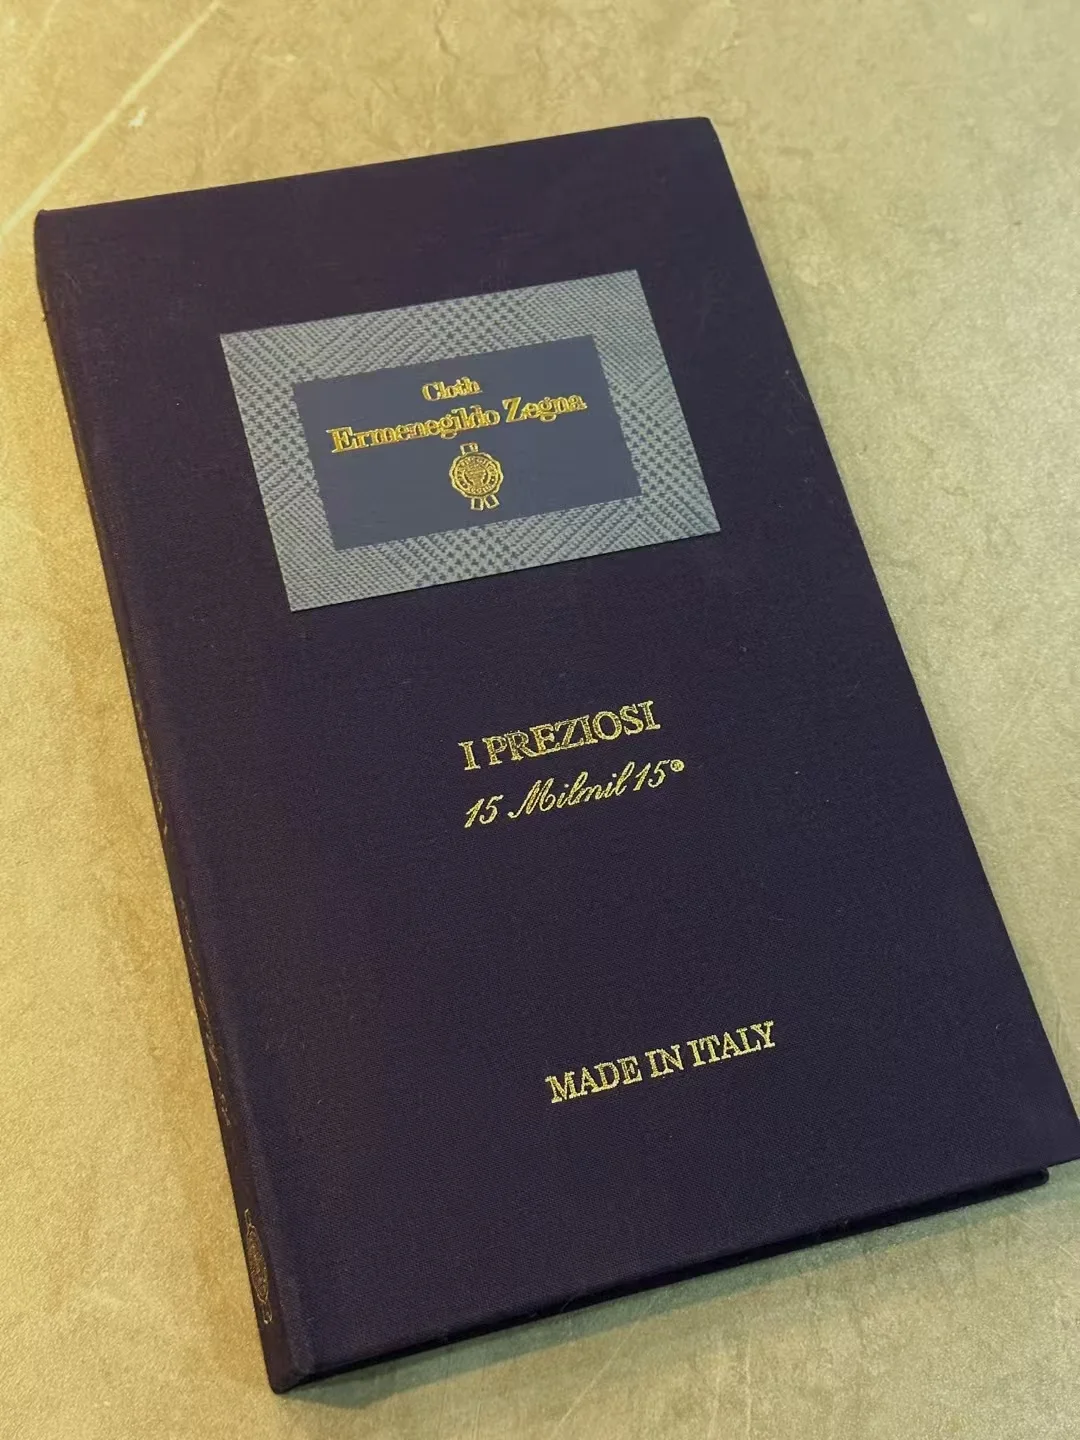 Cloth
Ermenegildo Zegna
I PREZIOSI
15 Milmil 15®
MADE IN ITALY